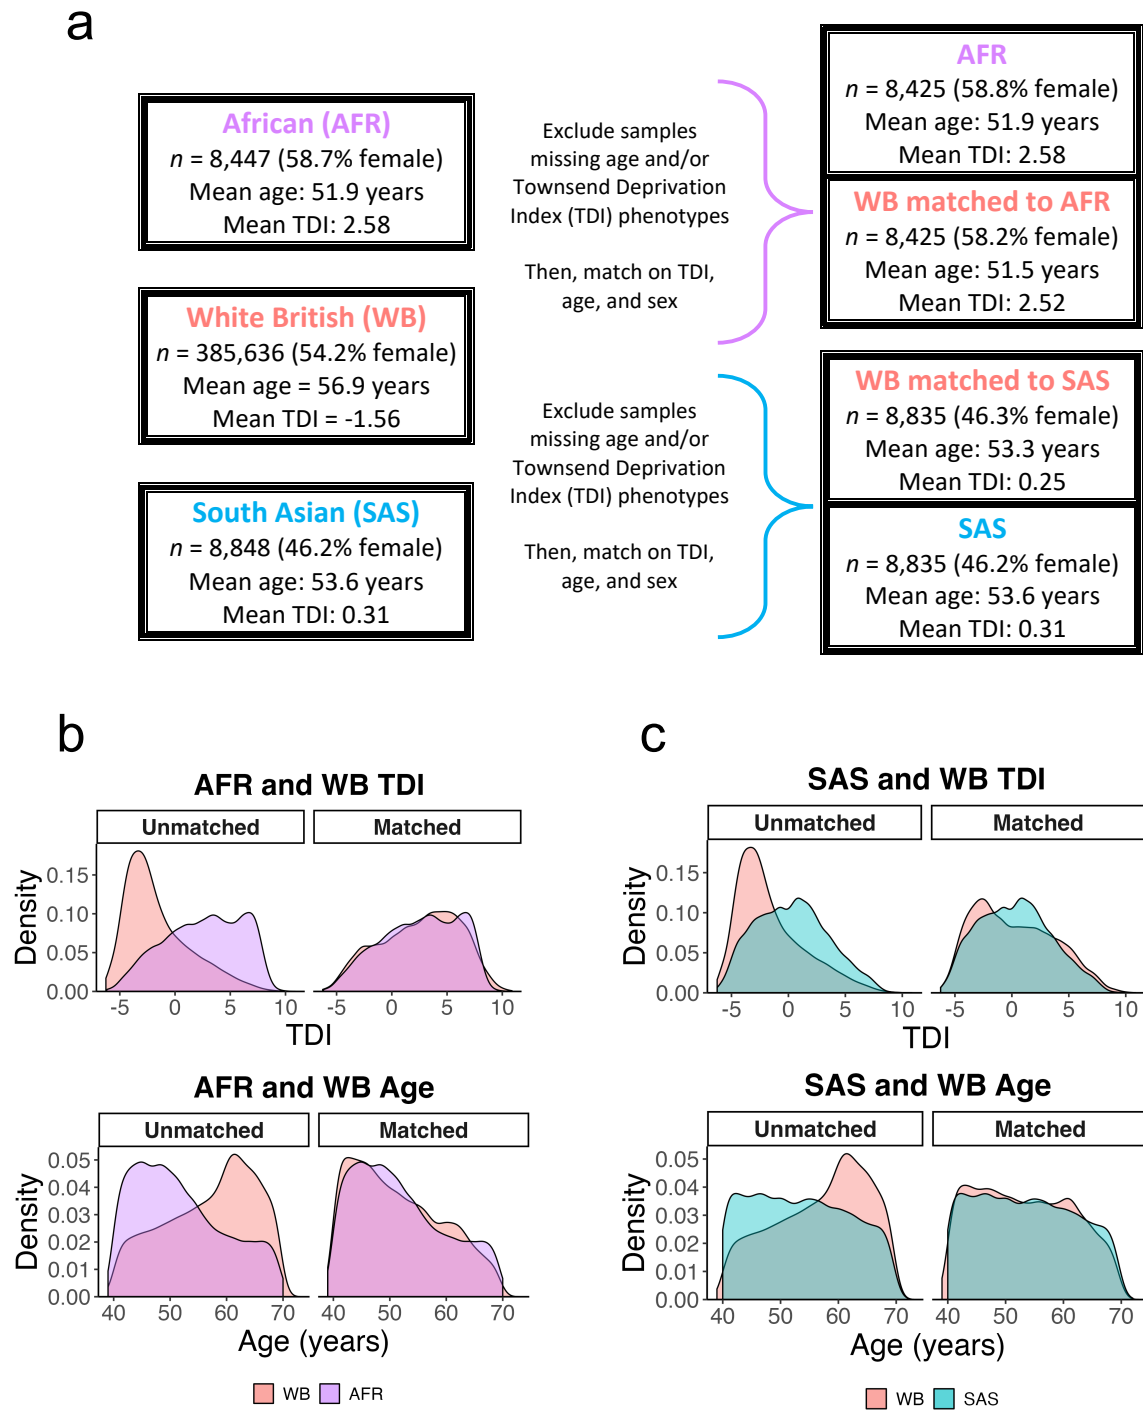 a
African (AFR)
n = 8,447 (58.7% female)
Mean age: 51.9 years
Mean TDI: 2.58
White British (WB)
n = 385,636 (54.2% female)
Mean age = 56.9 years
Mean TDI = -1.56
South Asian (SAS)
n = 8,848 (46.2% female)
Mean age: 53.6 years
Mean TDI: 0.31
Exclude samples
missing age and/or
Townsend Deprivation
Index (TDI) phenotypes
Then, match on TDI,
age, and sex
Exclude samples
missing age and/or
Townsend Deprivation
Index (TDI) phenotypes
Then, match on TDI,
age, and sex
AFR
n = 8,425 (58.8% female)
Mean age: 51.9 years
Mean TDI: 2.58
WB matched to AFR
n = 8,425 (58.2% female)
Mean age: 51.5 years
Mean TDI: 2.52
WB matched to SAS
n = 8,835 (46.3% female)
Mean age: 53.3 years
Mean TDI: 0.25
SAS
n = 8,835 (46.2% female)
Mean age: 53.6 years
Mean TDI: 0.31
b
AFR and WB TDI
Unmatched Matched
Density
0.15
0.10
0.05
0.00
-5 0 5 10 -5 0 5 10
TDI
AFR and WB Age
Unmatched Matched
Density
0.05
0.04
0.03
0.02
0.01
0.00
40 50 60 70 40 50 60 70
Age (years)
WB AFR
c
SAS and WB TDI
Unmatched Matched
Density
0.15
0.10
0.05
0.00
-5 0 5 10 -5 0 5 10
TDI
SAS and WB Age
Unmatched Matched
Density
0.05
0.04
0.03
0.02
0.01
0.00
40 50 60 70 40 50 60 70
Age (years)
WB SAS